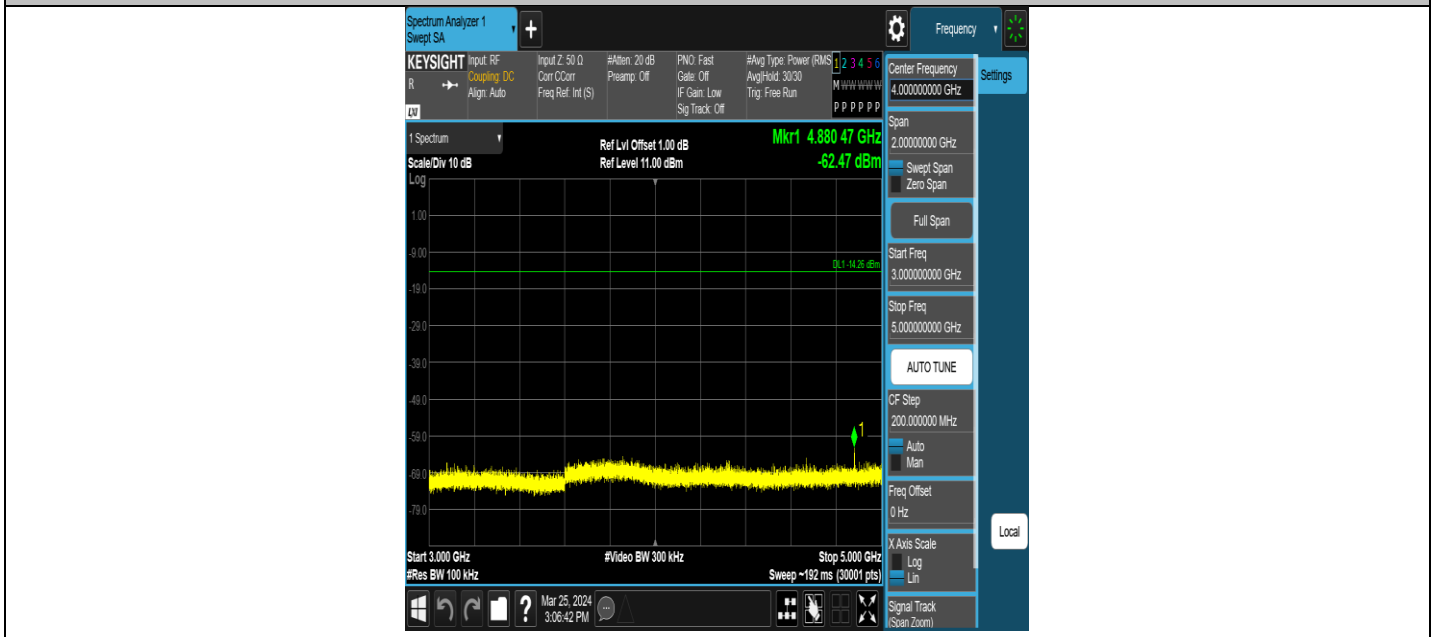 Spectrum Analyzer 1
Swept SA
+
Frequency
KEYSIGHT
R
LXI
Input: RF
Coupling: DC
Align: Auto
Input Z: 50 Ω
Corr CCorr
Freq Ref: Int (S)
#Atten: 20 dB
Preamp: Off
PNO: Fast
Gate: Off
IF Gain: Low
Sig Track: Off
#Avg Type: Power (RMS
Avg|Hold: 30/30
Trig: Free Run
1 2 3 4 5 6
M W W W W W
P P P P P P
1 Spectrum
Scale/Div 10 dB
Log
Ref Lvl Offset 1.00 dB
Ref Level 11.00 dBm
Mkr1 4.880 47 GHz
-62.47 dBm
1.00
-9.00
DL1 -14.26 dBm
-19.0
-29.0
-39.0
-49.0
-59.0
1
-69.0
-79.0
Start 3.000 GHz
#Res BW 100 kHz
#Video BW 300 kHz
Stop 5.000 GHz
Sweep ~192 ms (30001 pts)
?
Mar 25, 2024
3:06:42 PM
Center Frequency
4.00000000 GHz
Settings
Span
2.00000000 GHz
Swept Span
Zero Span
Full Span
Start Freq
3.000000000 GHz
Stop Freq
5.000000000 GHz
AUTO TUNE
CF Step
200.000000 MHz
Auto
Man
Freq Offset
0 Hz
X Axis Scale
Log
Lin
Local
Signal Track
(Span Zoom)